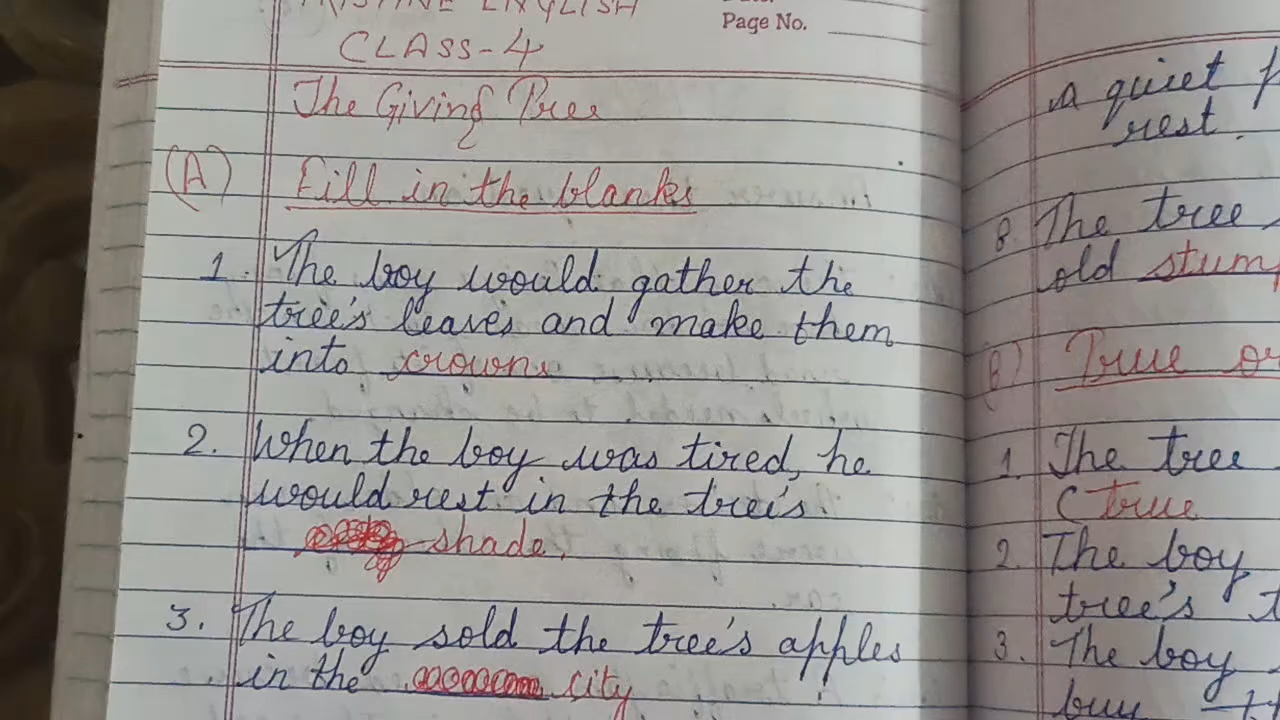 ENGLISH
Page No.
CLASS-4
The Giving Tree
(A) Fill in the blanks
1. The boy would gather the
tree's leaves and make them
into crowns
2. When the boy was tired, he
would rest in the tree's
shade.
3. The boy sold the tree's apples
in the city
A quiet
rest.
8. The tree
old stump
(B) True or
1. The tree
(true
2. The boy
tree's
3. The boy
buy